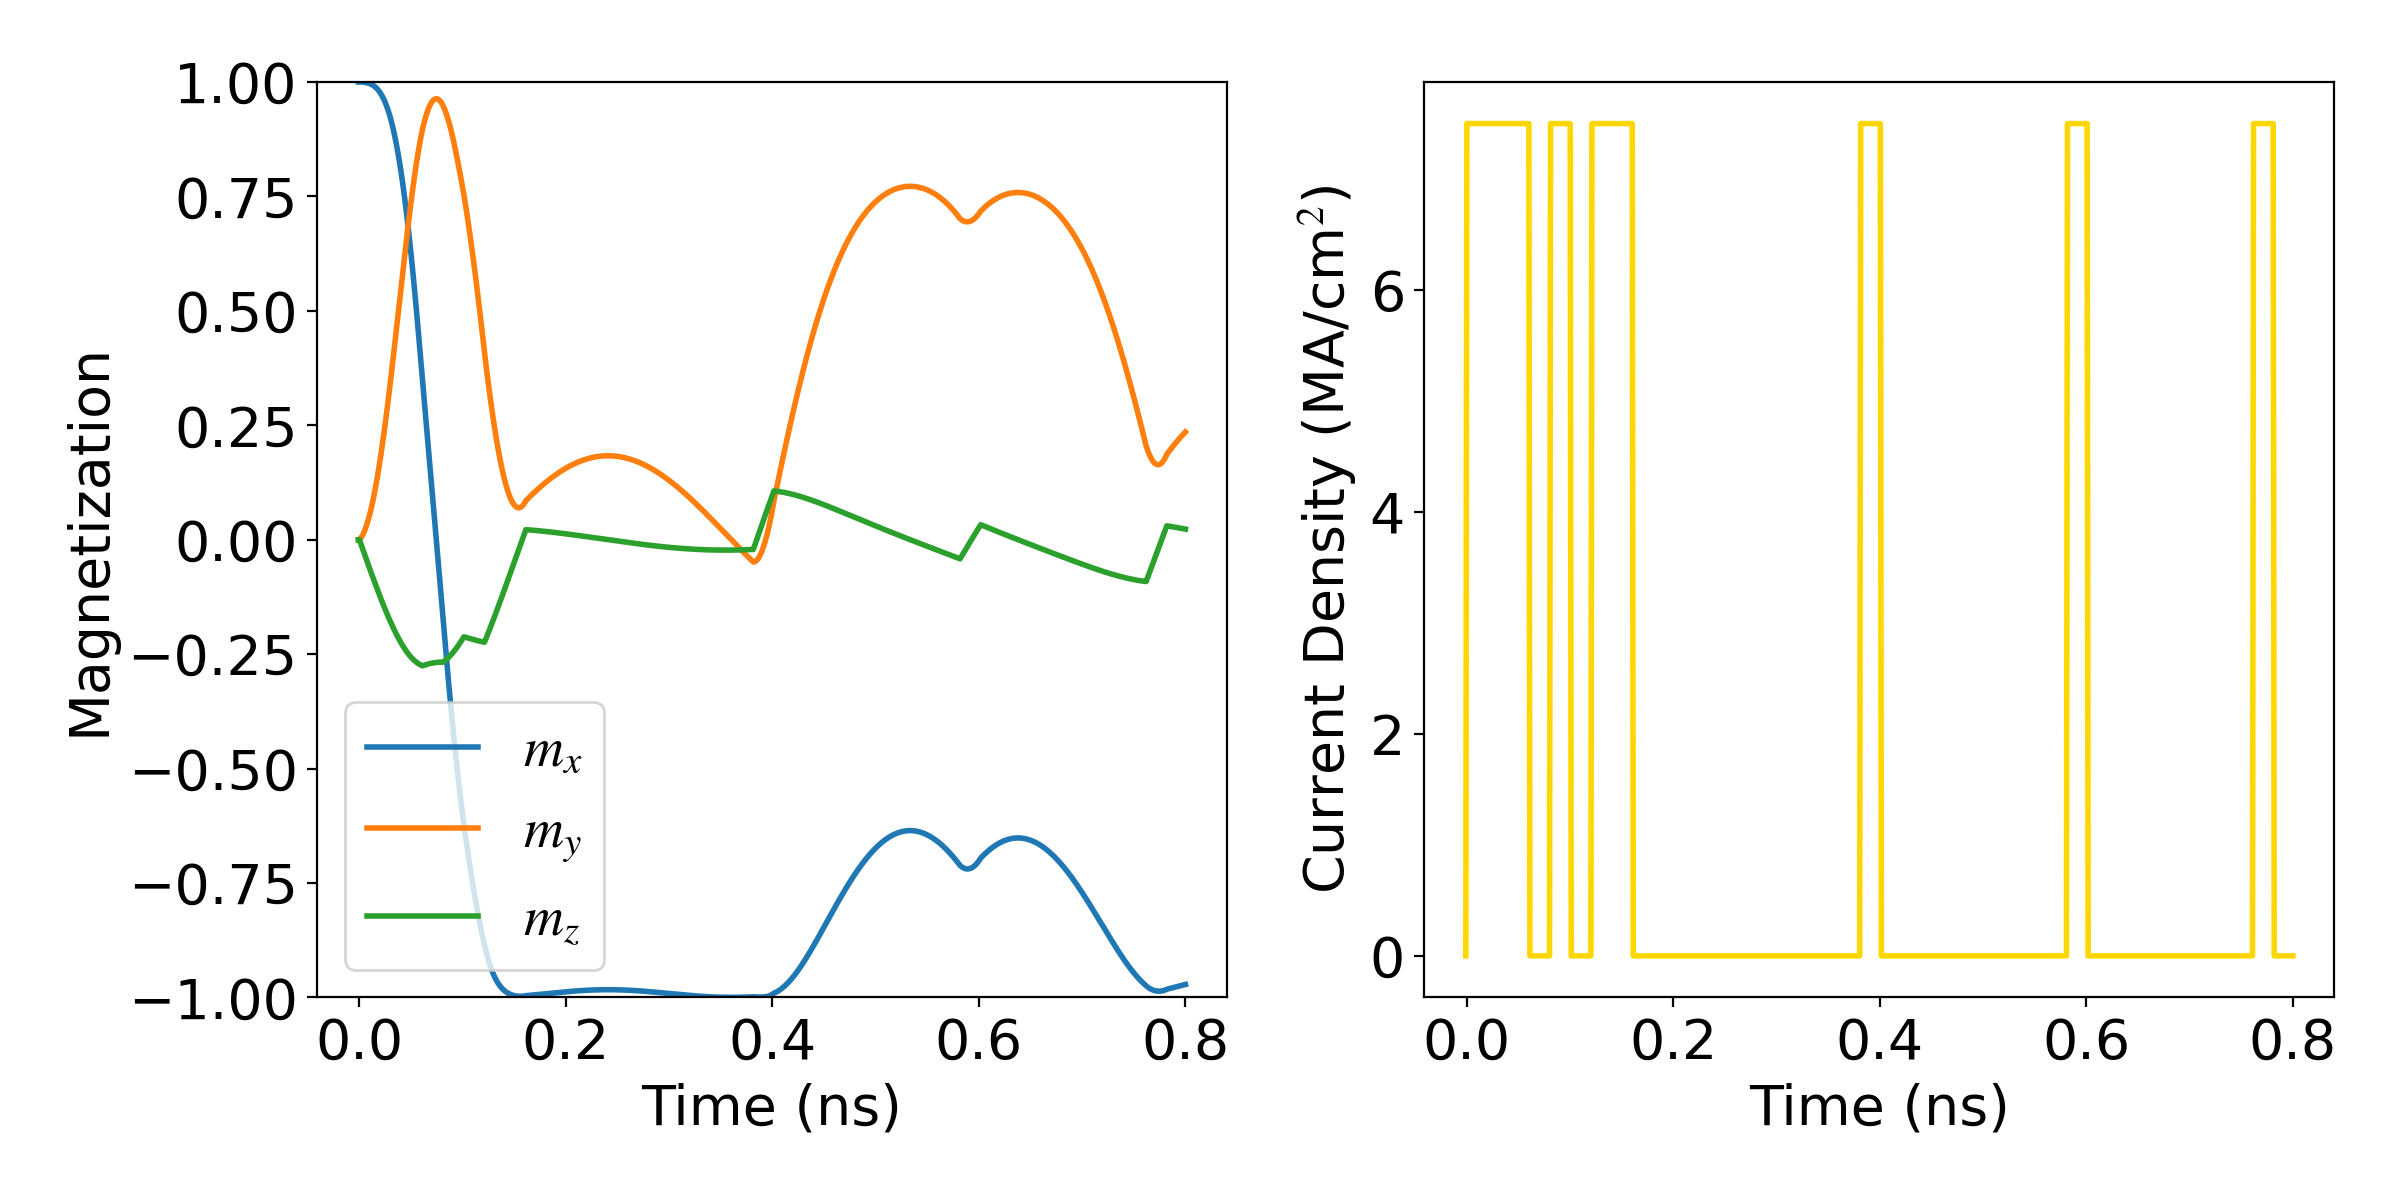 1.00
0.75
0.50
0.25
0.00
−0.25
−0.50
−0.75
−1.00
Magnetization
m_x
m_y
m_z
0.0 0.2 0.4 0.6 0.8
Time (ns)
6
4
2
0
Current Density (MA/cm²)
0.0 0.2 0.4 0.6 0.8
Time (ns)